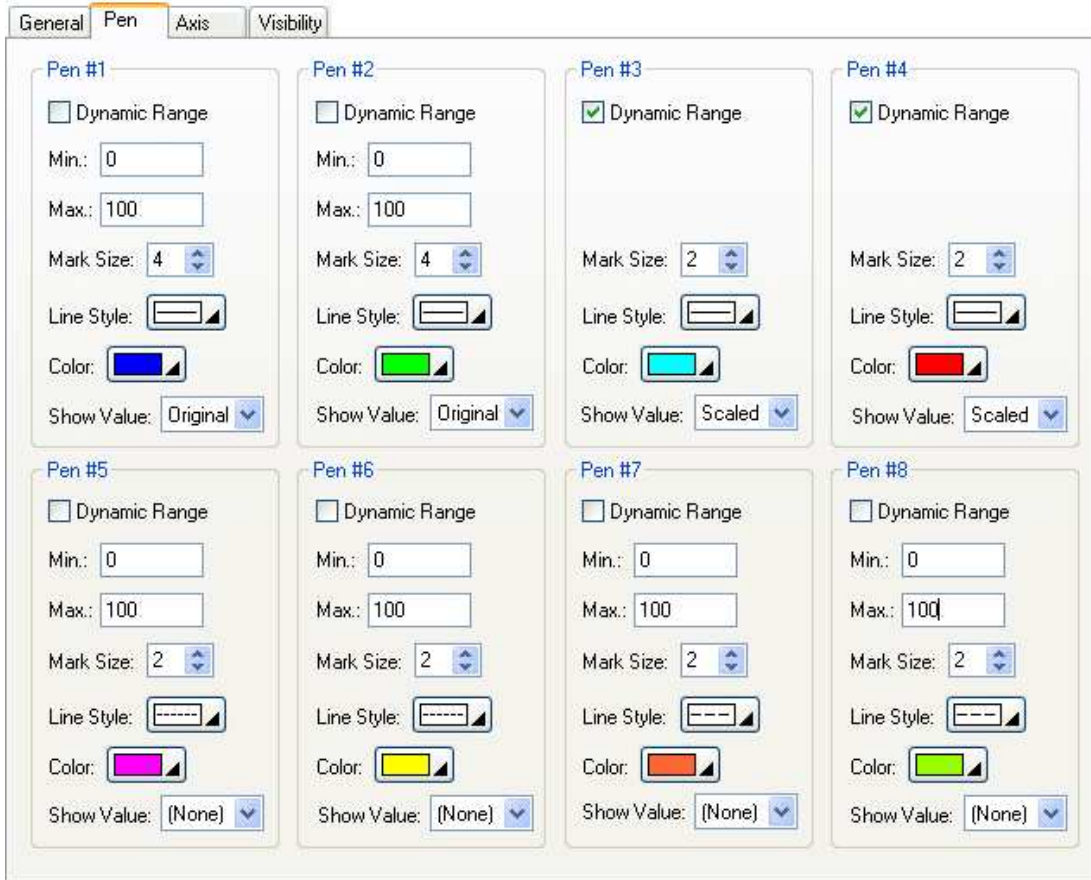 General Pen Axis Visibility
Pen #1 Pen #2 Pen #3 Pen #4
Dynamic Range Dynamic Range Dynamic Range Dynamic Range
Min.: 0 Min.: 0
Max.: 100 Max.: 100
Mark Size: 4 Mark Size: 4 Mark Size: 2 Mark Size: 2
Line Style: Line Style: Line Style: Line Style:
Color: Color: Color: Color:
Show Value: Original Show Value: Original Show Value: Scaled Show Value: Scaled
Pen #5 Pen #6 Pen #7 Pen #8
Dynamic Range Dynamic Range Dynamic Range Dynamic Range
Min.: 0 Min.: 0 Min.: 0 Min.: 0
Max.: 100 Max.: 100 Max.: 100 Max.: 100
Mark Size: 2 Mark Size: 2 Mark Size: 2 Mark Size: 2
Line Style: Line Style: Line Style: Line Style:
Color: Color: Color: Color:
Show Value: (None) Show Value: (None) Show Value: (None) Show Value: (None)